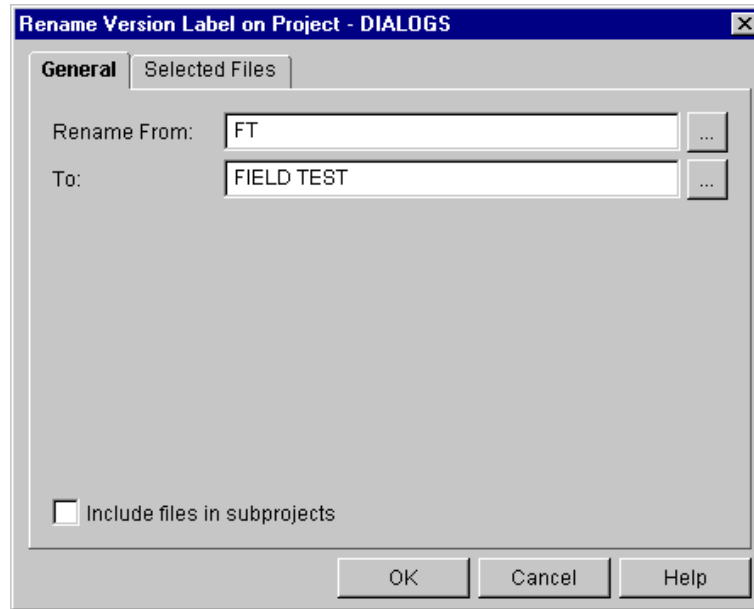 Rename Version Label on Project - DIALOGS
General Selected Files
Rename From: FT ...
To: FIELD TEST ...
Include files in subprojects
OK Cancel Help